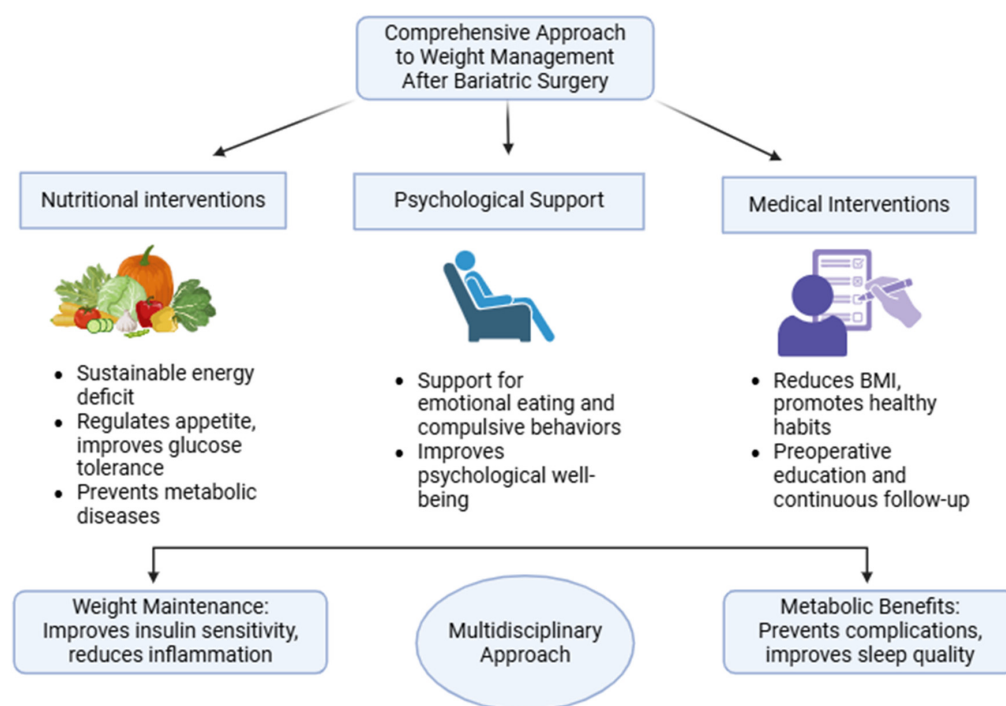 Comprehensive Approach
to Weight Management
After Bariatric Surgery
Nutritional interventions
Psychological Support
Medical Interventions
• Sustainable energy
deficit
• Regulates appetite,
improves glucose
tolerance
• Prevents metabolic
diseases
• Support for
emotional eating and
compulsive behaviors
• Improves
psychological well-
being
• Reduces BMI,
promotes healthy
habits
• Preoperative
education and
continuous follow-up
Weight Maintenance:
Improves insulin sensitivity,
reduces inflammation
Multidisciplinary
Approach
Metabolic Benefits:
Prevents complications,
improves sleep quality